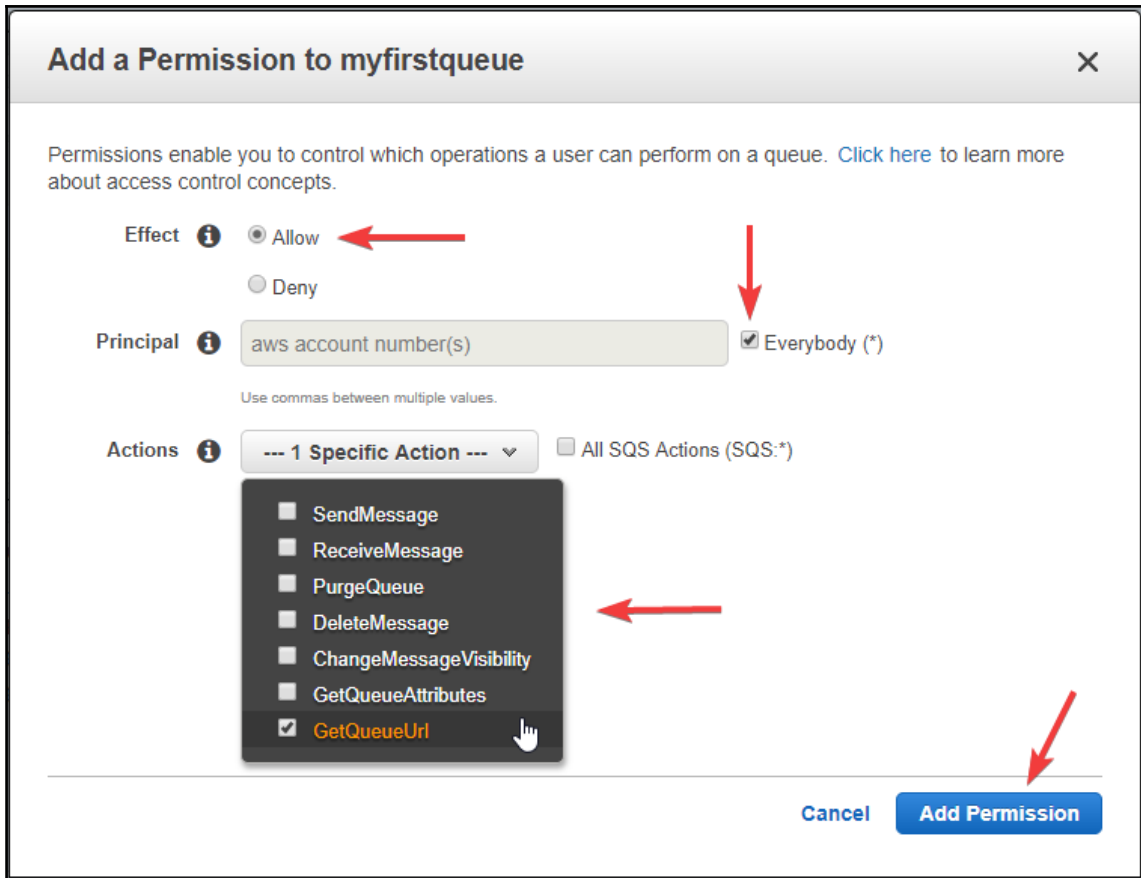 Add a Permission to myfirstqueue
Permissions enable you to control which operations a user can perform on a queue. Click here to learn more
about access control concepts.
Effect
Allow
Deny
Principal
aws account number(s)
Everybody (*)
Use commas between multiple values.
Actions
--- 1 Specific Action ---
All SQS Actions (SQS:*)
SendMessage
ReceiveMessage
PurgeQueue
DeleteMessage
ChangeMessageVisibility
GetQueueAttributes
GetQueueUrl
Cancel
Add Permission